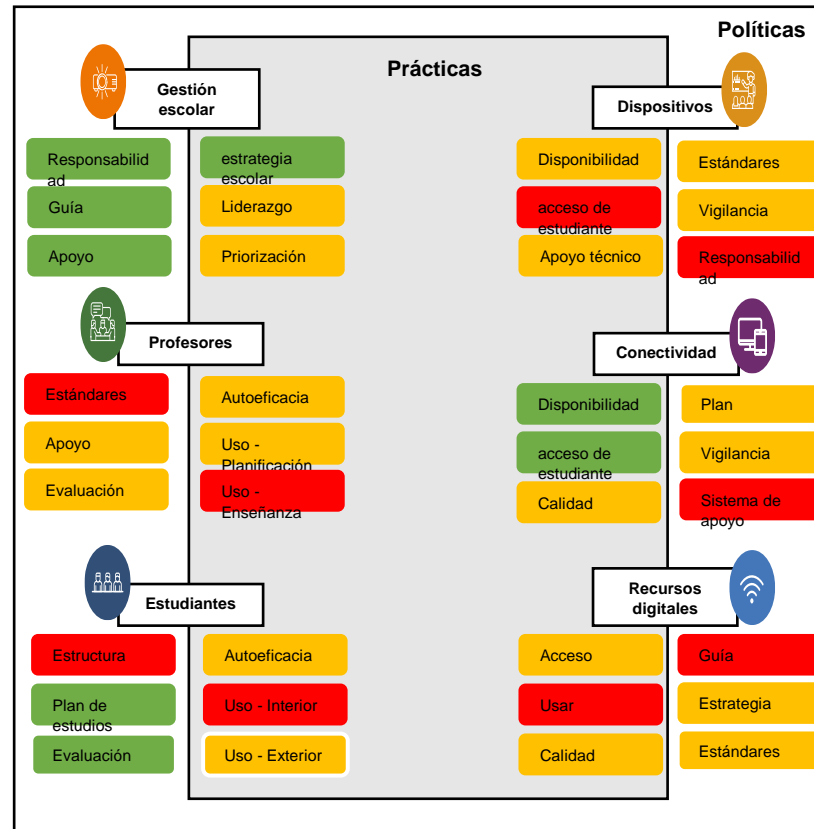 Políticas
Prácticas
Gestión
escolar
Responsabilid
ad
Guía
Apoyo
estrategia
escolar
Liderazgo
Priorización
Dispositivos
Disponibilidad
acceso de
estudiante
Apoyo técnico
Estándares
Vigilancia
Responsabilid
ad
Profesores
Estándares
Apoyo
Evaluación
Autoeficacia
Uso -
Planificación
Uso -
Enseñanza
Conectividad
Disponibilidad
acceso de
estudiante
Calidad
Plan
Vigilancia
Sistema de
apoyo
Estudiantes
Estructura
Plan de
estudios
Evaluación
Autoeficacia
Uso - Interior
Uso - Exterior
Recursos
digitales
Acceso
Usar
Calidad
Guía
Estrategia
Estándares